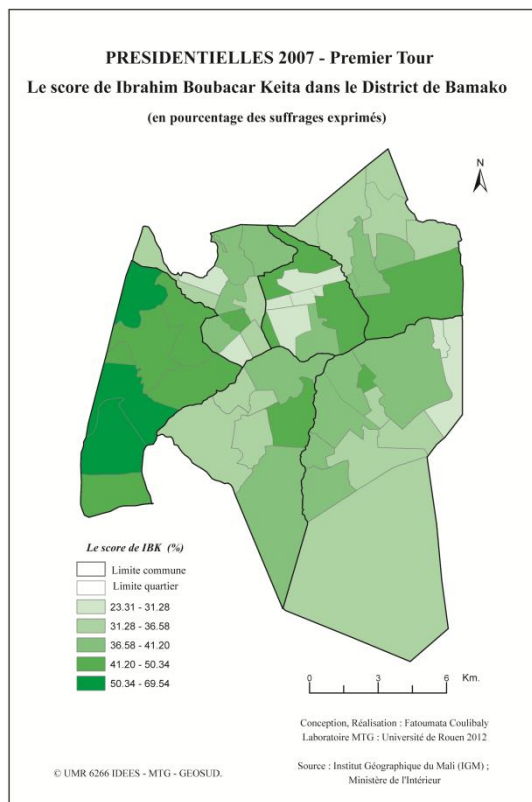 PRESIDENTIELLES 2007 - Premier Tour
Le score de Ibrahim Boubacar Keita dans le District de Bamako
(en pourcentage des suffrages exprimés)
N
Le score de IBK (%)
Limite commune
Limite quartier
23.31 - 31.28
31.28 - 36.58
36.58 - 41.20
41.20 - 50.34
50.34 - 69.54
0 3 6 Km.
Conception, Réalisation : Fatoumata Coulibaly
Laboratoire MTG : Université de Rouen 2012
© UMR 6266 IDEES - MTG - GEOSUD.
Source : Institut Géographique du Mali (IGM) ;
Ministère de l'Intérieur